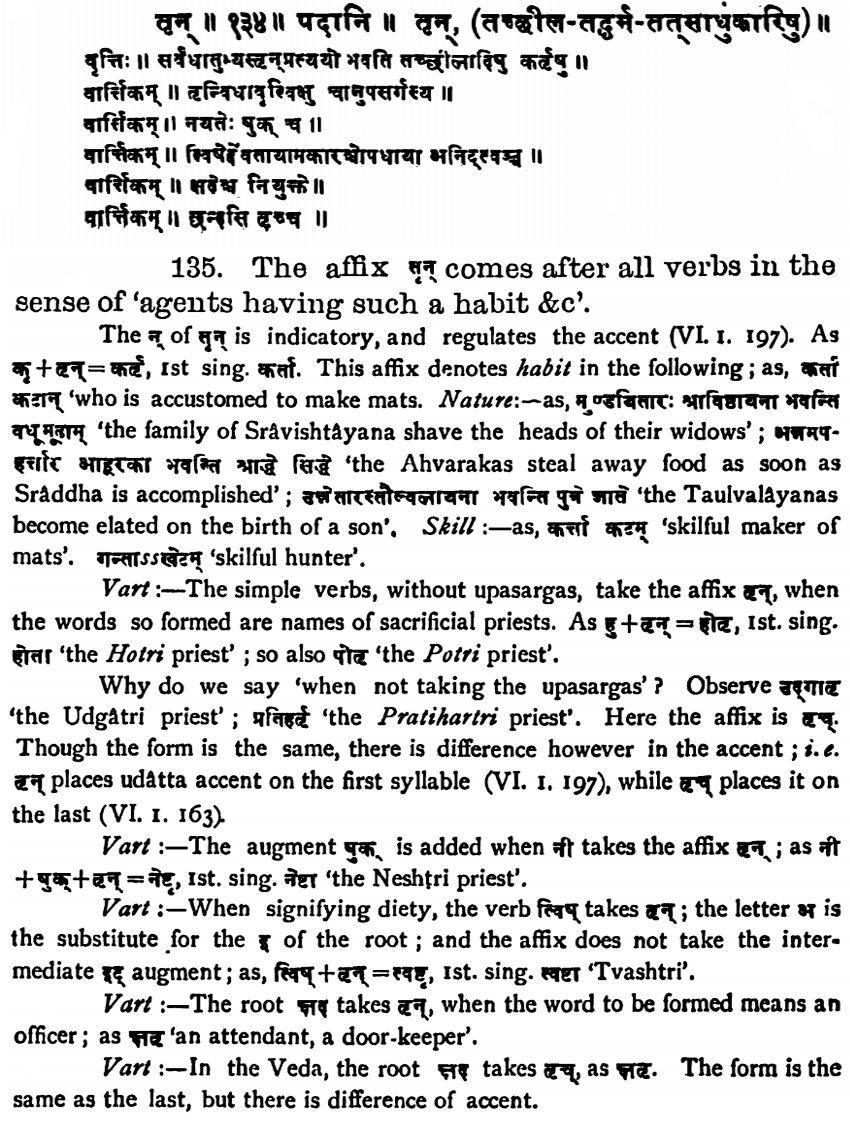 तृन् ॥ १३४॥ पदानि ॥ तृन्, (तच्छील-तद्धर्म-तत्साधुकारिषु)॥
वृत्तिः॥ सर्वधातुभ्यस्तृन्प्रत्ययो भवति तच्छीलादिषु कर्तृषु॥
वार्त्तिकम् ॥ तृन्विधावृत्विक्षु चानुपसर्गस्य॥
वार्त्तिकम्॥ नयतेः षुक् च॥
वार्त्तिकम्॥ त्विषेर्देवतायामकारश्चोपधाया अनिट्त्वञ्च॥
वार्त्तिकम्॥ क्षदेश्च नियुक्ते॥
वार्त्तिकम्॥ छन्दसि तृच्च॥
135. The affix तृन् comes after all verbs in the
sense of 'agents having such a habit &c'.
The न् of तृन् is indicatory, and regulates the accent (VI. 1. 197). As
कृ+तृन्=कर्तृ, 1st sing. कर्ता. This affix denotes habit in the following; as, कर्ता
कटान् 'who is accustomed to make mats. Nature:—as, मुण्डयितारः श्राविष्ठायना भवन्ति
वधूमूढाम् 'the family of Srâvishtâyana shave the heads of their widows'; अन्नमप-
हर्त्तार आह्वरका भवन्ति श्राद्धे सिद्धे 'the Ahvarakas steal away food as soon as
Srâddha is accomplished'; उन्नेतारस्तौल्वलायना भवन्ति पुत्रे जाते 'the Taulvalâyanas
become elated on the birth of a son'. Skill:—as, कर्त्ता कटम् 'skilful maker of
mats'. गन्ताऽऽखेटम् 'skilful hunter'.
Vart:—The simple verbs, without upasargas, take the affix तृन्, when
the words so formed are names of sacrificial priests. As हु+तृन्=होतृ, 1st. sing.
होता 'the Hotri priest'; so also पोतृ 'the Potri priest'.
Why do we say 'when not taking the upasargas'? Observe उद्गातृ
'the Udgâtri priest'; प्रतिहर्तृ 'the Pratihartri priest'. Here the affix is तृच्.
Though the form is the same, there is difference however in the accent; i.e.
तृन् places udâtta accent on the first syllable (VI. 1. 197), while तृच् places it on
the last (VI. 1. 163).
Vart:—The augment षुक् is added when नी takes the affix तृन्; as नी
+षुक्+तृन्=नेष्टृ, 1st. sing. नेष्टा 'the Neshṭri priest'.
Vart:—When signifying diety, the verb त्विष् takes तृन्; the letter अ is
the substitute for the इ of the root; and the affix does not take the inter-
mediate इट् augment; as, त्विष्+तृन्=त्वष्टृ, 1st. sing. त्वष्टा 'Tvashtri'.
Vart:—The root क्षद् takes तृन्, when the word to be formed means an
officer; as क्षतृ 'an attendant, a door-keeper'.
Vart:—In the Veda, the root क्षद् takes तृच्, as क्षतृ. The form is the
same as the last, but there is difference of accent.